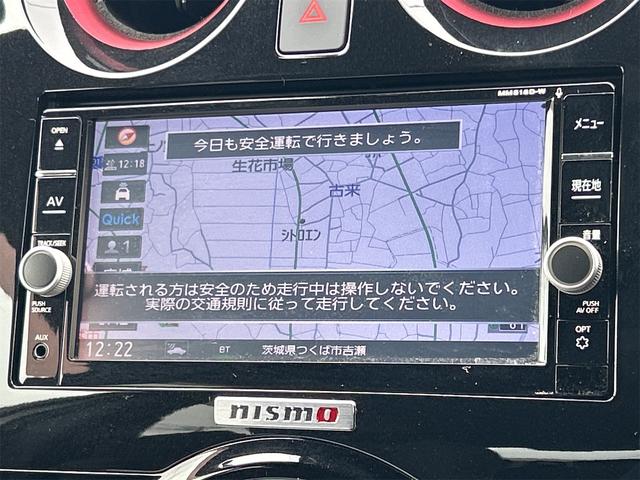 MM516D-W
OPEN
メニュー
今日も安全運転で行きましょう。
12:18
生花市場
AV
古来
現在地
Quick
シトロエン
音量
TRACK/SEEK
1
運転される方は安全のため走行中は操作しないでください。
実際の交通規則に従って走行してください。
PUSH
SOURCE
PUSH
AV OFF
AUX
OPT
12:22
BT
茨城県つくば市吉瀬
nismo